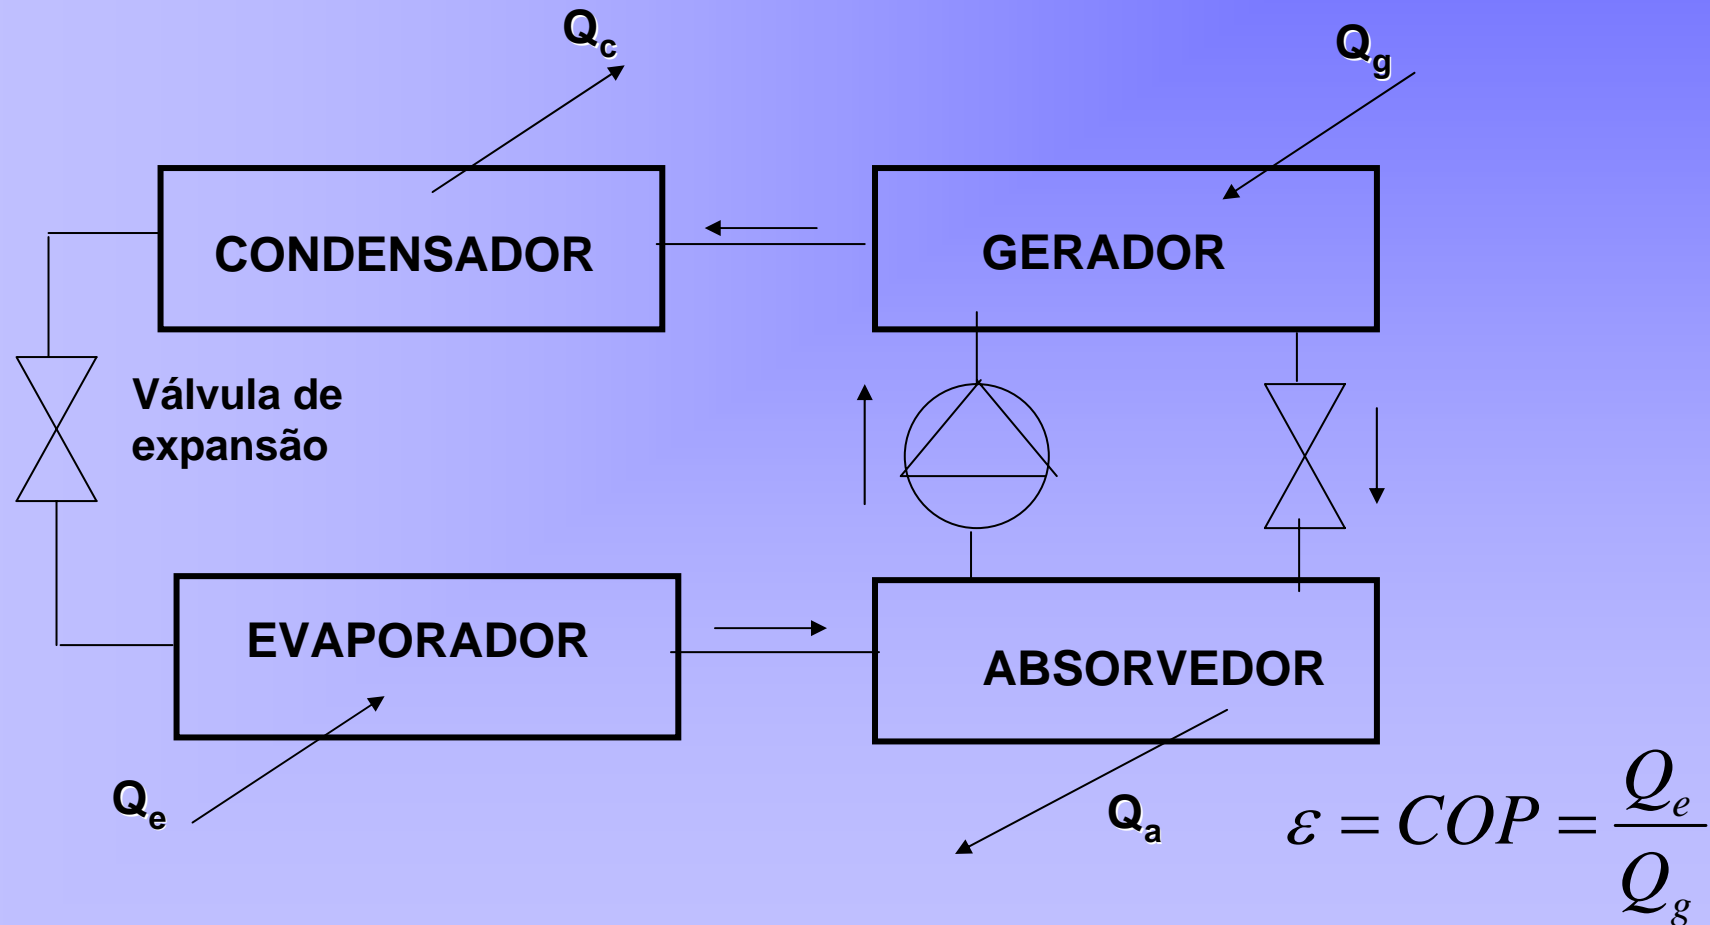 Qc
Qg
CONDENSADOR
GERADOR
Válvula de
expansão
EVAPORADOR
ABSORVEDOR
Qe
Qa
ε = COP = Qe / Qg